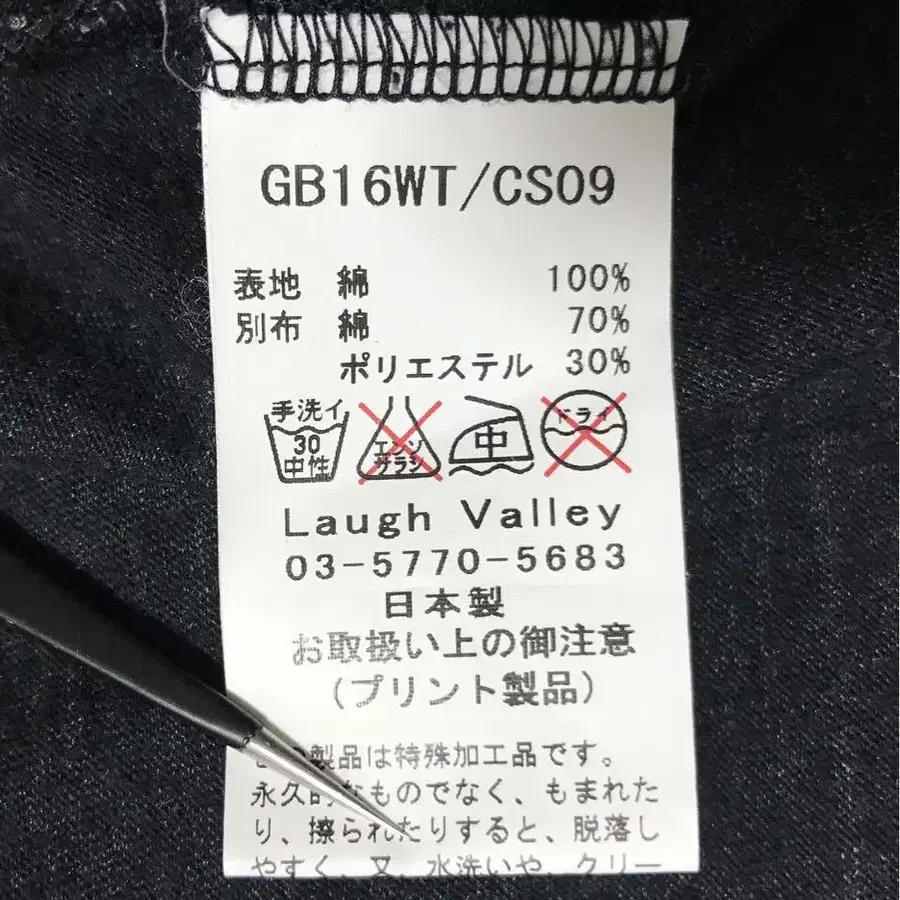 GB16WT/CS09
表地 綿 100%
別布 綿 70%
ポリエステル 30%
手洗イ
30
中性
エンソ
サラシ
中
ドライ
Laugh Valley
03-5770-5683
日本製
お取扱い上の御注意
(プリント製品)
製品は特殊加工品です。
永久的なものでなく、もまれた
り、擦られたりすると、脱落し
やすく、又、水洗いや、クリー